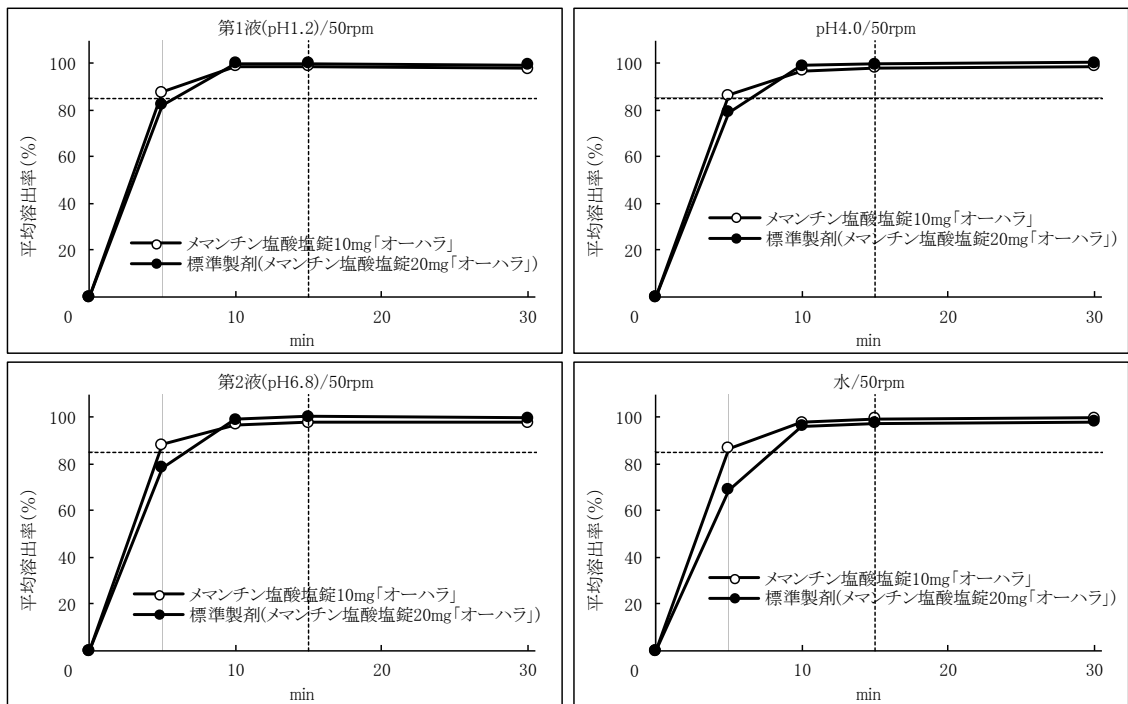 第1液(pH1.2)/50rpm
100
80
60
40
20
0
10
20
30
平均溶出率(%)
min
メマンチン塩酸塩錠10mg「オーハラ」
標準製剤(メマンチン塩酸塩錠20mg「オーハラ」)
pH4.0/50rpm
100
80
60
40
20
0
10
20
30
平均溶出率(%)
min
メマンチン塩酸塩錠10mg「オーハラ」
標準製剤(メマンチン塩酸塩錠20mg「オーハラ」)
第2液(pH6.8)/50rpm
100
80
60
40
20
0
10
20
30
平均溶出率(%)
min
メマンチン塩酸塩錠10mg「オーハラ」
標準製剤(メマンチン塩酸塩錠20mg「オーハラ」)
水/50rpm
100
80
60
40
20
0
10
20
30
平均溶出率(%)
min
メマンチン塩酸塩錠10mg「オーハラ」
標準製剤(メマンチン塩酸塩錠20mg「オーハラ」)